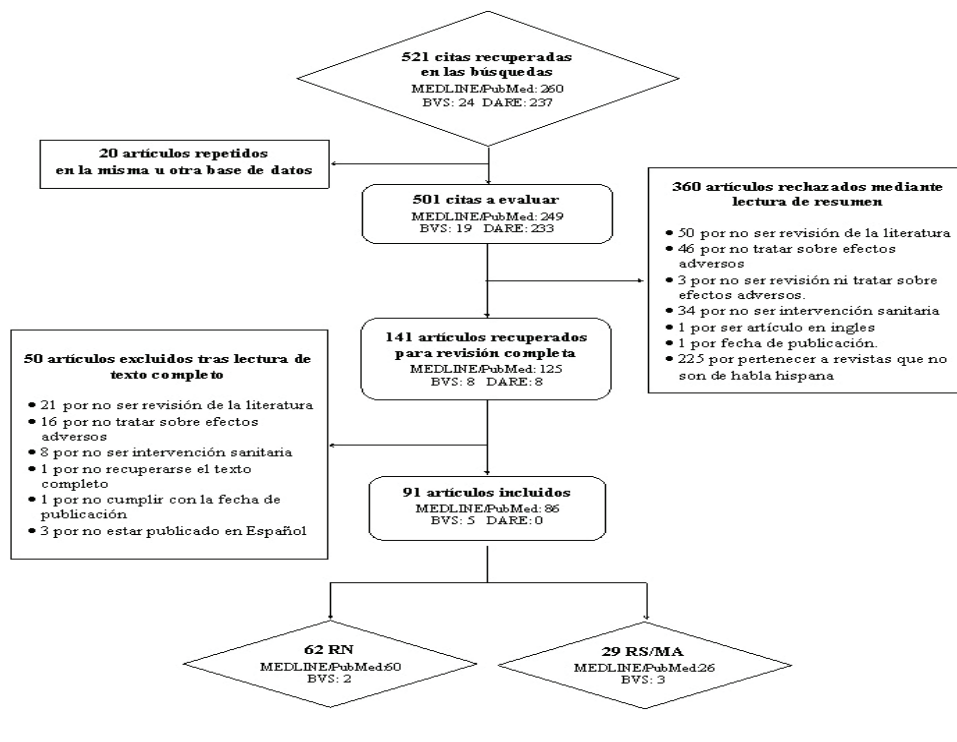 521 citas recuperadas
en las búsquedas
MEDLINE/PubMed: 260
BVS: 24 DARE: 237
20 artículos repetidos
en la misma u otra base de datos
501 citas a evaluar
MEDLINE/PubMed: 249
BVS: 19 DARE: 233
360 artículos rechazados mediante
lectura de resumen
• 50 por no ser revisión de la literatura
• 46 por no tratar sobre efectos
adversos
• 3 por no ser revisión ni tratar sobre
efectos adversos.
• 34 por no ser intervención sanitaria
• 1 por ser artículo en ingles
• 1 por fecha de publicación.
• 225 por pertenecer a revistas que no
son de habla hispana
141 artículos recuperados
para revisión completa
MEDLINE/PubMed: 125
BVS: 8 DARE: 8
50 artículos excluidos tras lectura de
texto completo
• 21 por no ser revisión de la literatura
• 16 por no tratar sobre efectos
adversos
• 8 por no ser intervención sanitaria
• 1 por no recuperarse el texto
completo
• 1 por no cumplir con la fecha de
publicación
• 3 por no estar publicado en Español
91 artículos incluidos
MEDLINE/PubMed: 86
BVS: 5 DARE: 0
62 RN
MEDLINE/PubMed:60
BVS: 2
29 RS/MA
MEDLINE/PubMed:26
BVS: 3